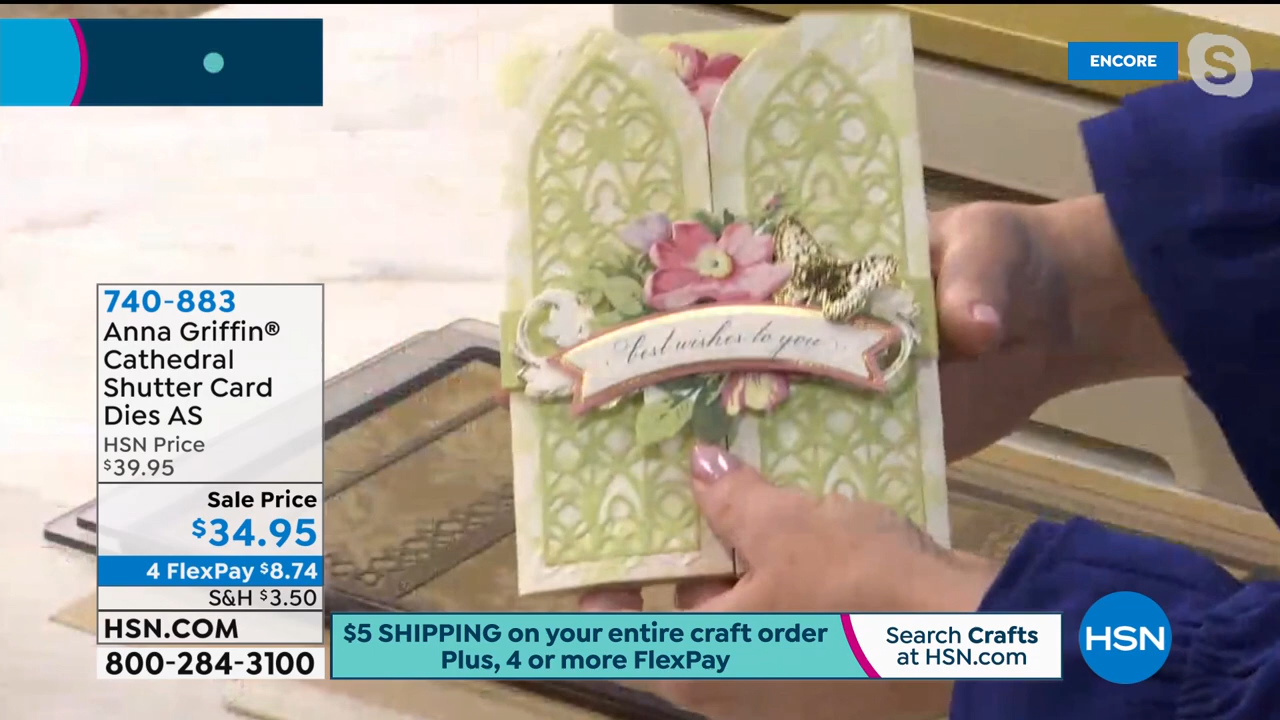 ENCORE
S
best wishes to you
740-883
Anna Griffin®
Cathedral
Shutter Card
Dies AS
HSN Price
$39.95
Sale Price
$34.95
4 FlexPay $8.74
S&H $3.50
HSN.COM
800-284-3100
$5 SHIPPING on your entire craft order
Plus, 4 or more FlexPay
Search Crafts
at HSN.com
HSN